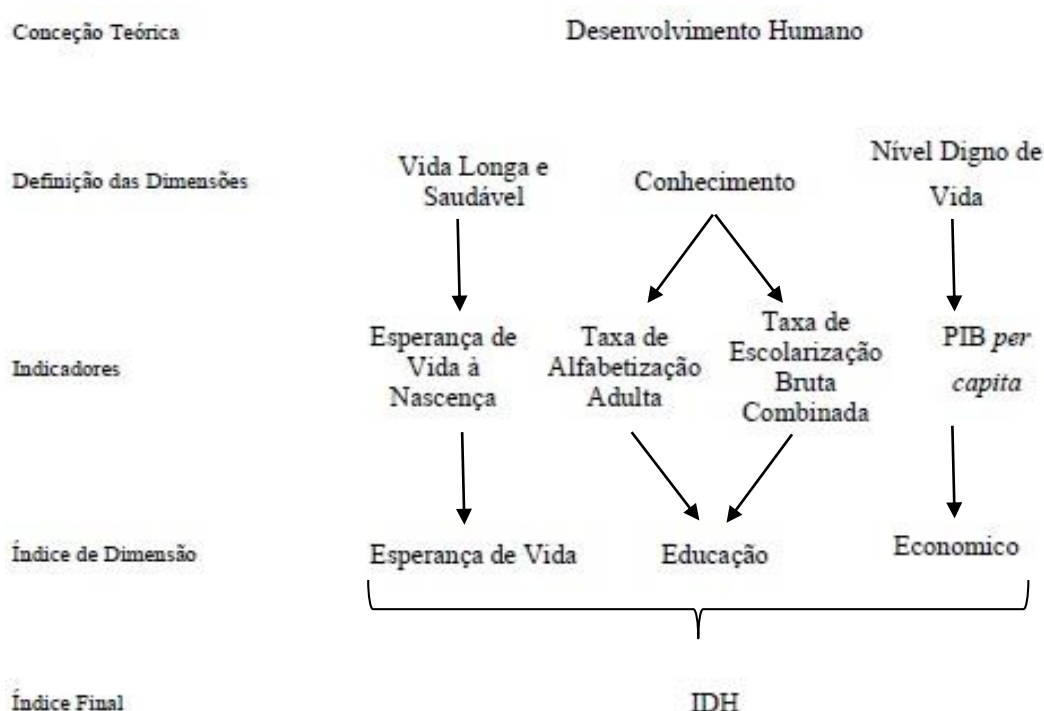 Conceção Teórica
Desenvolvimento Humano
Definição das Dimensões
Vida Longa e
Saudável
Conhecimento
Nível Digno de
Vida
Indicadores
Esperança de
Vida à
Nascença
Taxa de
Alfabetização
Adulta
Taxa de
Escolarização
Bruta
Combinada
PIB per
capita
Índice de Dimensão
Esperança de Vida
Educação
Economico
Índice Final
IDH